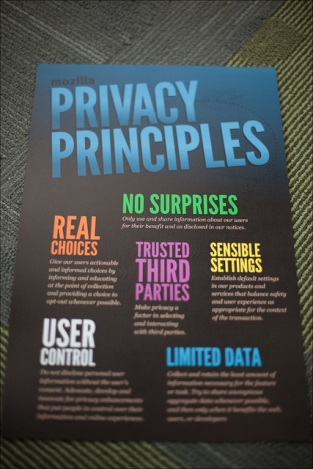 mozilla
PRIVACY
PRINCIPLES
NO SURPRISES
Only use and share information about our users
for their benefit and as disclosed in our notices.
REAL
CHOICES
Give our users actionable
and informed choices by
informing and educating
at the point of collection
and providing a choice to
opt-out whenever possible.
TRUSTED
THIRD
PARTIES
Make privacy a
factor in selecting
and interacting
with third parties.
SENSIBLE
SETTINGS
Establish default settings
in our products and
services that balance safety
and user experience as
appropriate for the context
of the transaction.
USER
CONTROL
Do not disclose personal user
information without the user's
consent. Advocate, develop and
innovate for privacy enhancements
that put people in control over their
information and online experiences.
LIMITED DATA
Collect and retain the least amount of
information necessary for the feature
or task. Try to share anonymous
aggregate data whenever possible,
and then only when it benefits the web,
users, or developers